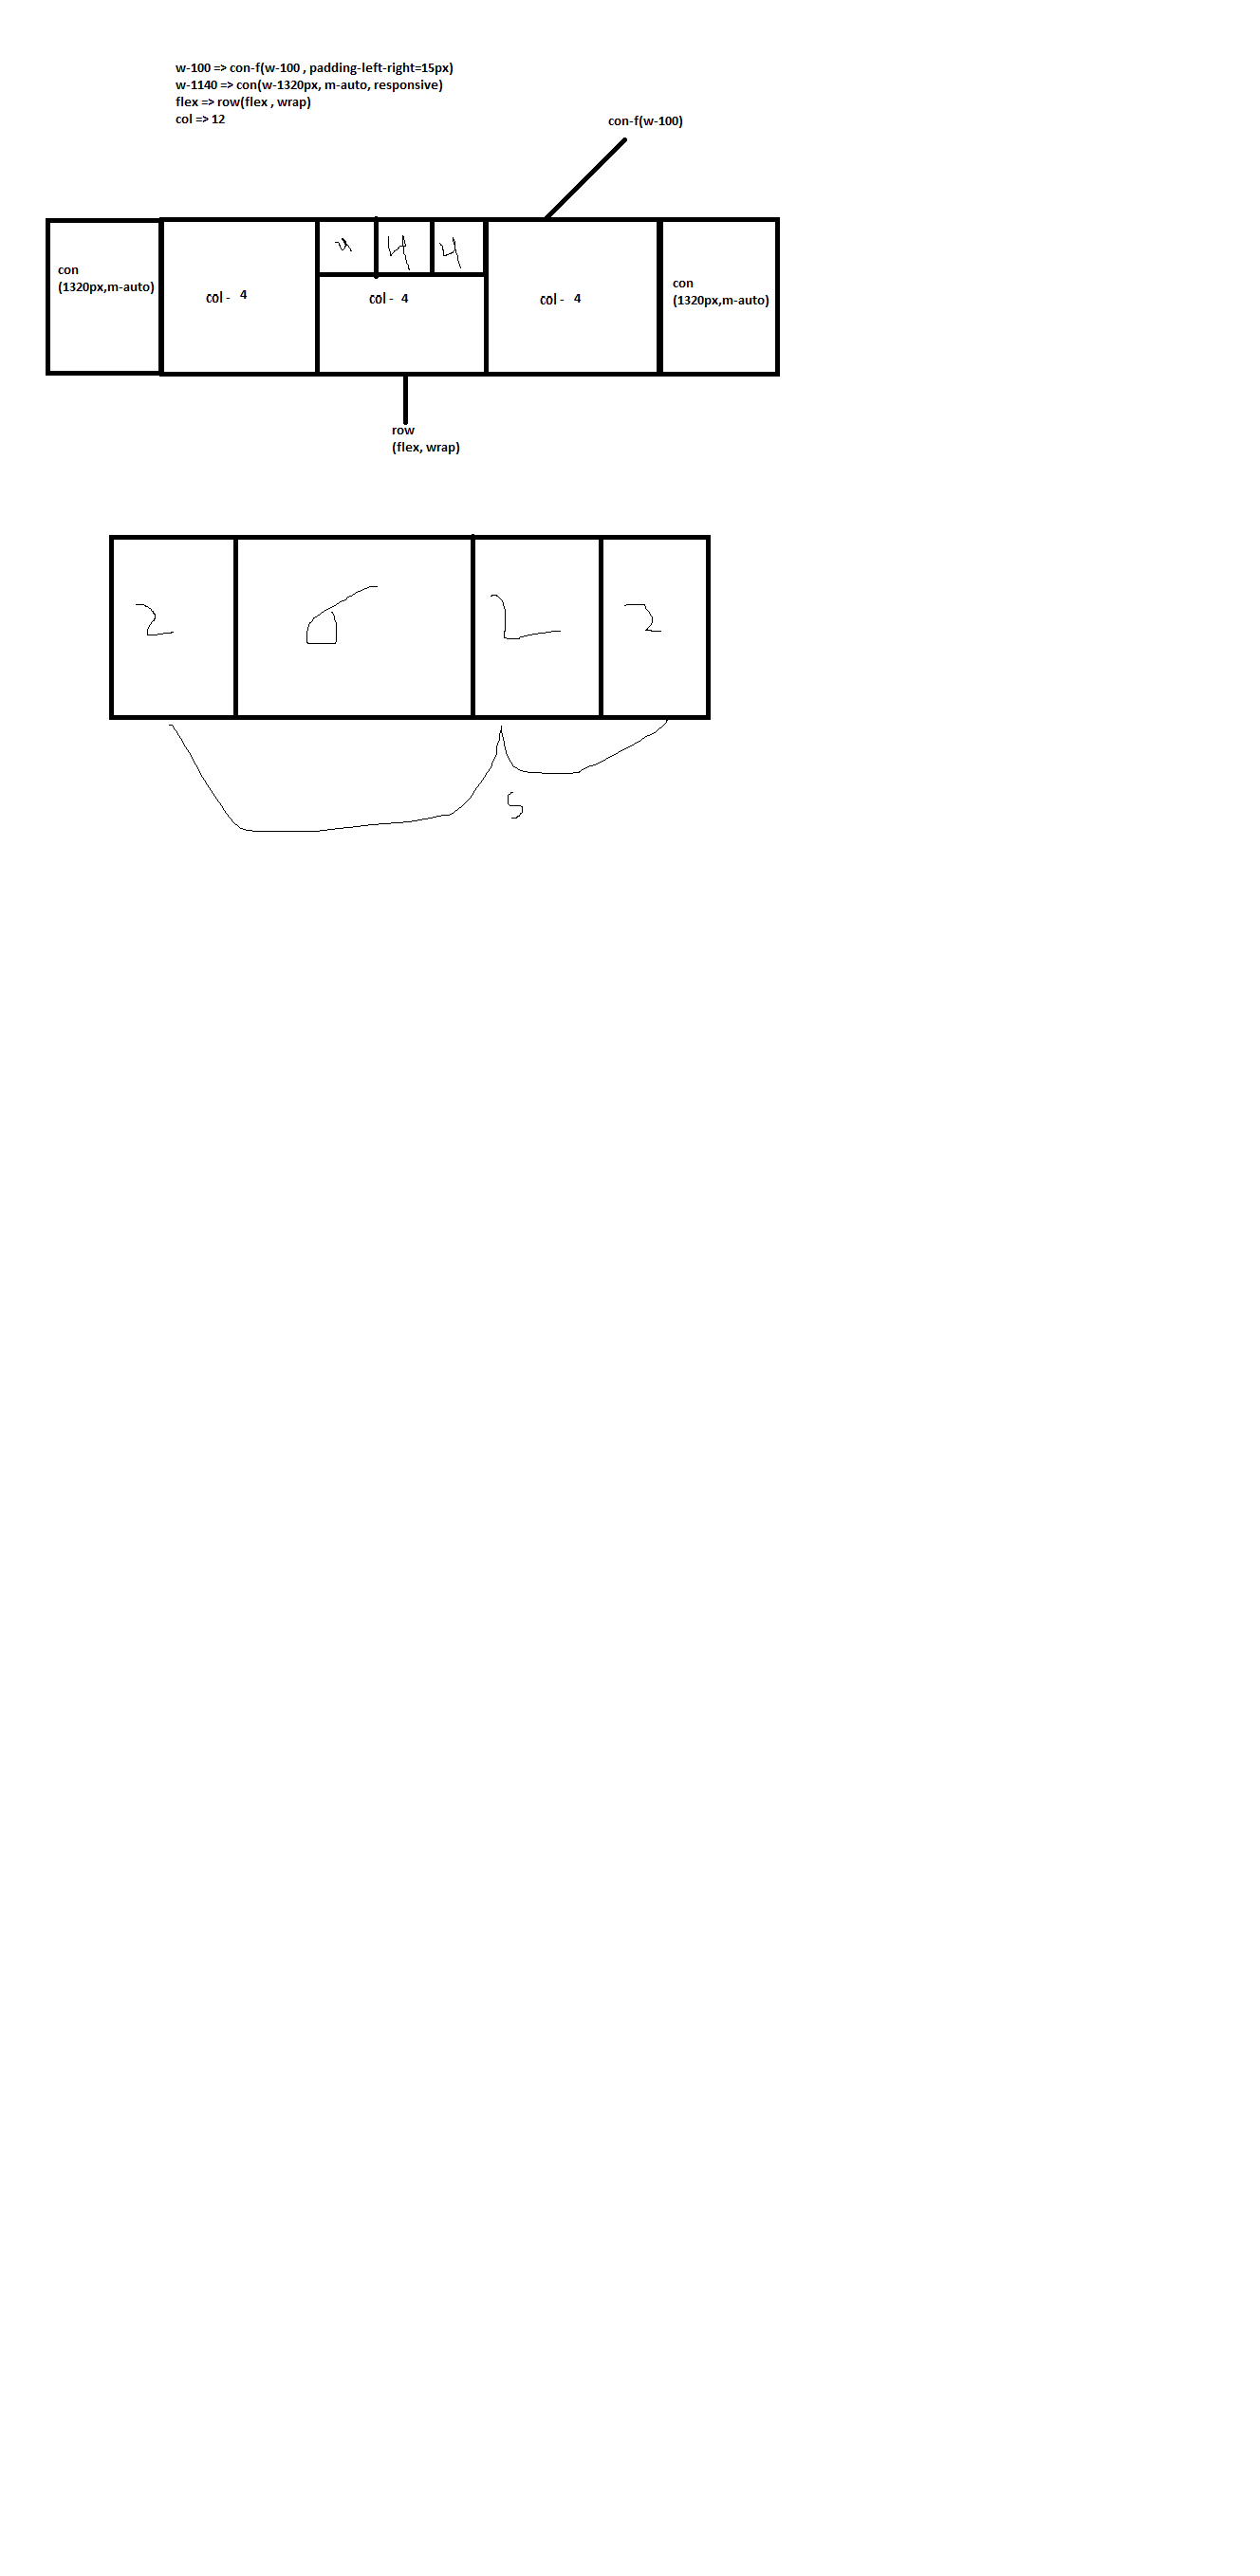 w-100 => con-f(w-100 , padding-left-right=15px)
w-1140 => con(w-1320px, m-auto, responsive)
flex => row(flex , wrap)
col => 12
con-f(w-100)
4 4
con
(1320px,m-auto)
col - 4
col - 4
col - 4
con
(1320px,m-auto)
row
(flex, wrap)
2 6 2 2
5